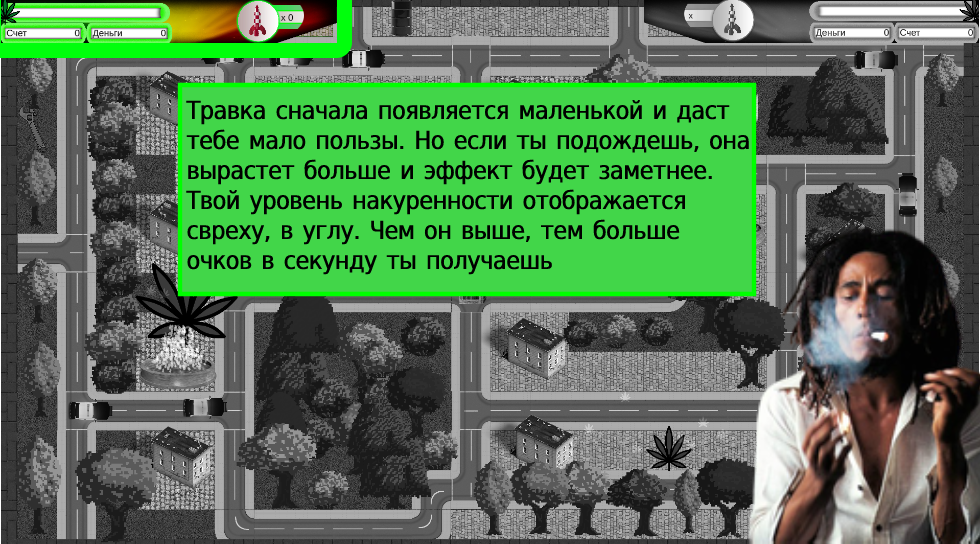 x 0
x
Счет 0 Деньги 0
Деньги 0 Счет 0
Травка сначала появляется маленькой и даст
тебе мало пользы. Но если ты подождешь, она
вырастет больше и эффект будет заметнее.
Твой уровень накуренности отображается
свреху, в углу. Чем он выше, тем больше
очков в секунду ты получаешь